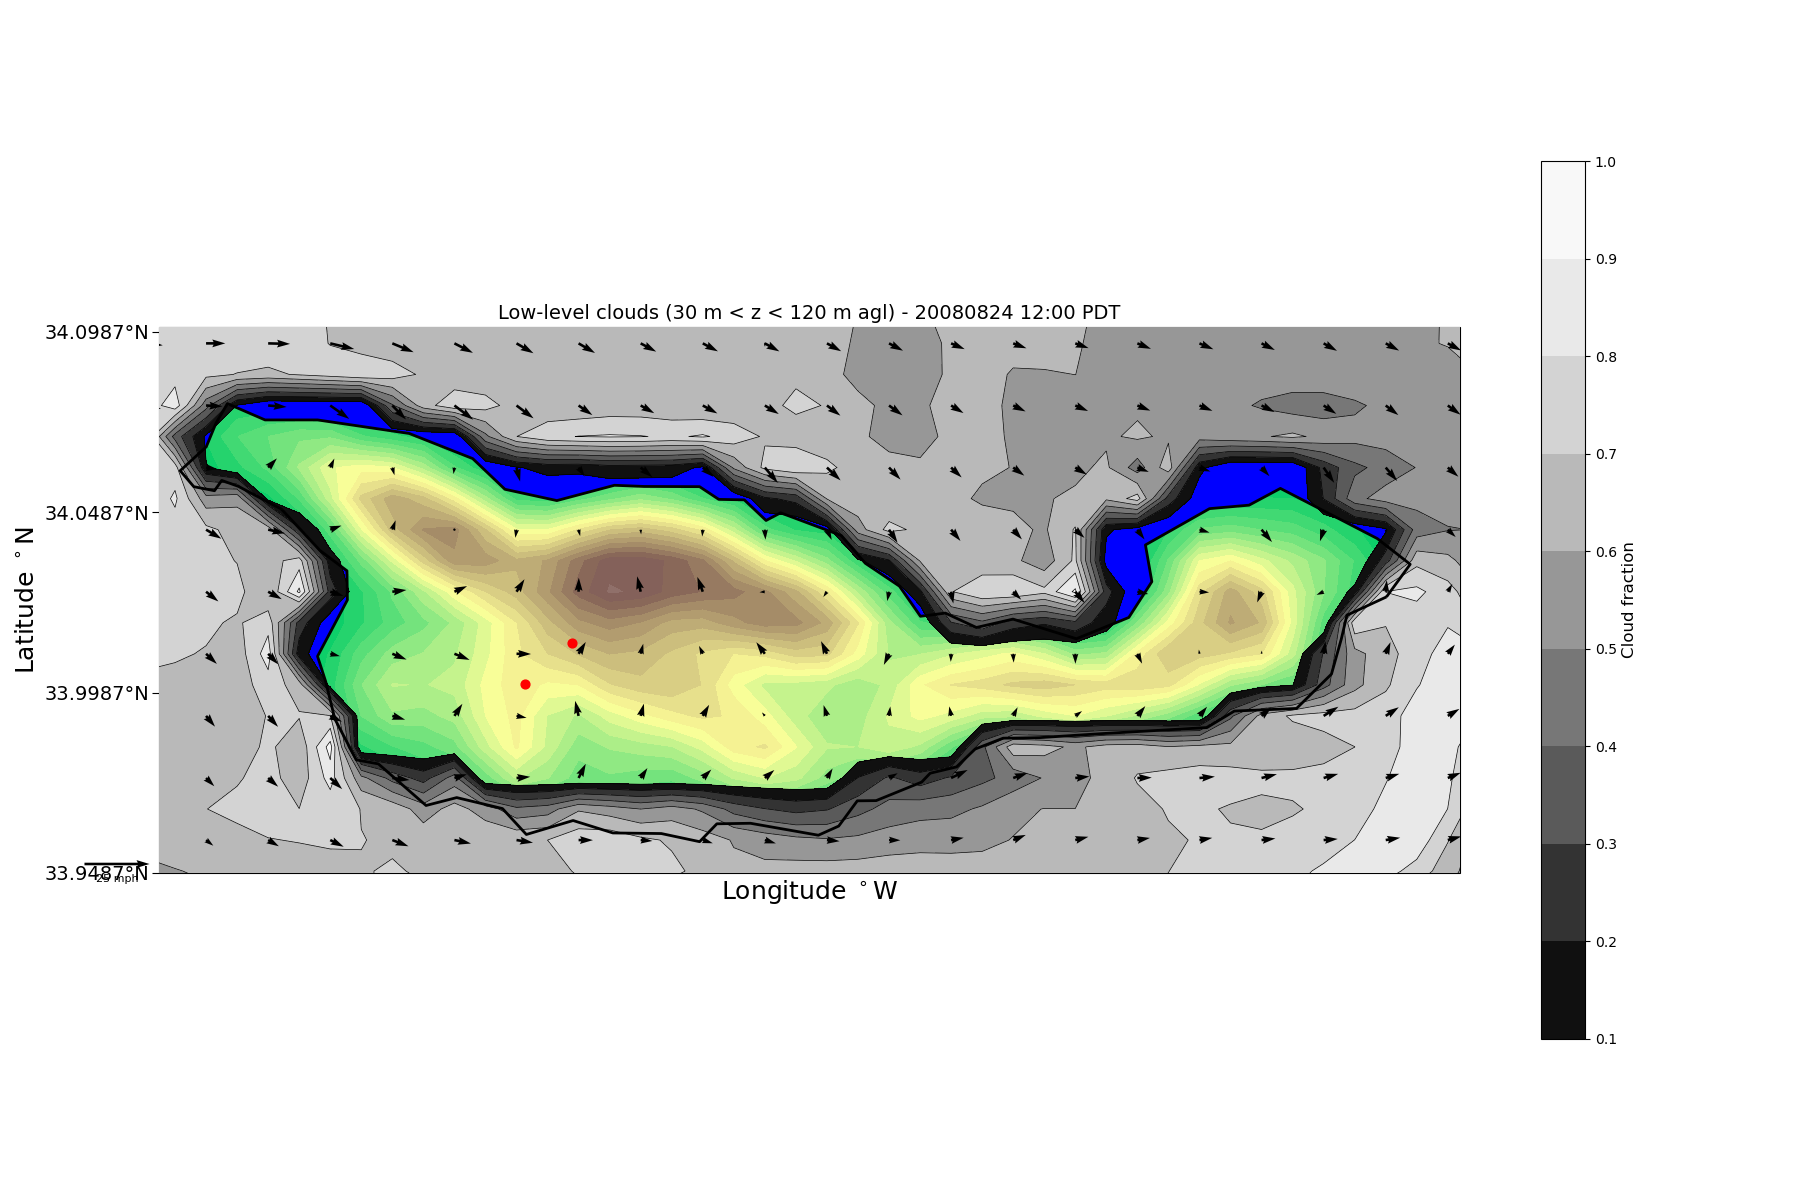 Low-level clouds (30 m < z < 120 m agl) - 20080824 12:00 PDT
34.0987°N
34.0487°N
33.9987°N
33.9487°N
Latitude °N
25 mph
Longitude °W
1.0
0.9
0.8
0.7
0.6
0.5
0.4
0.3
0.2
0.1
Cloud fraction